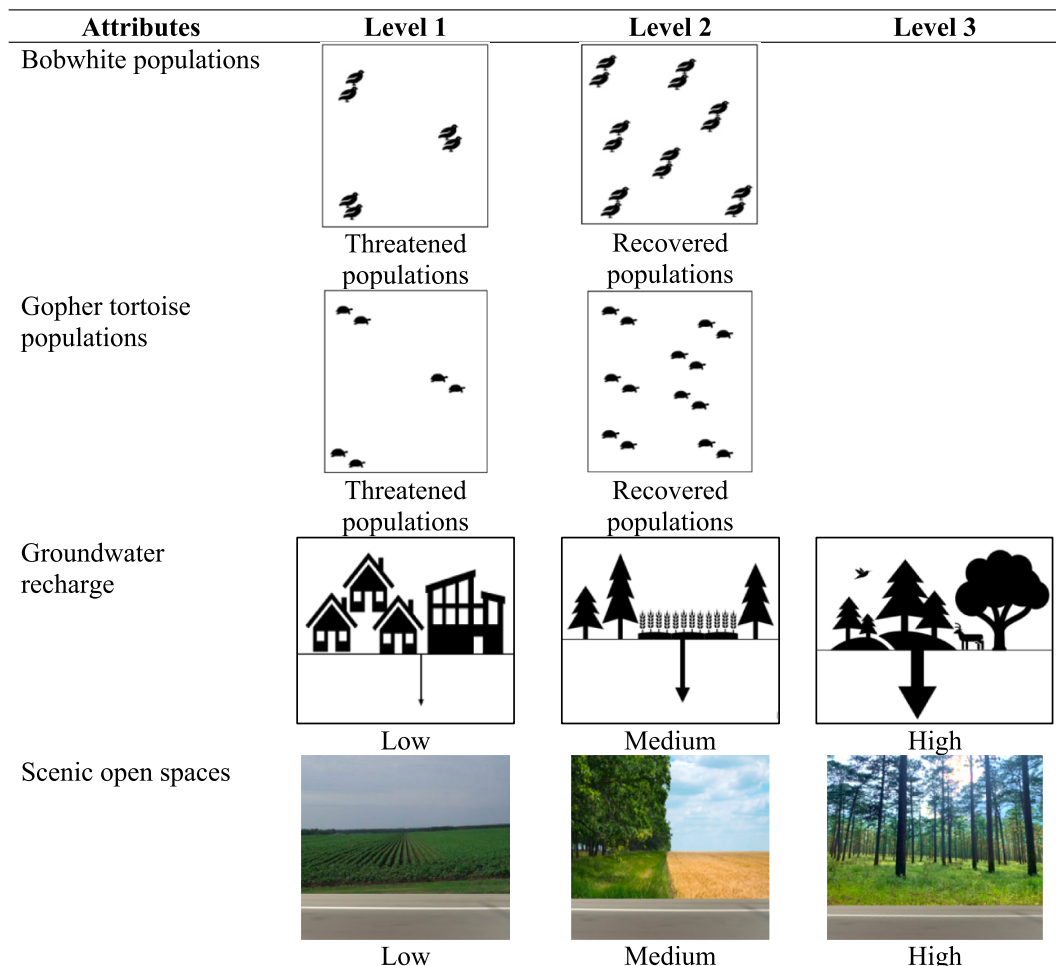 Attributes Level 1 Level 2 Level 3
Bobwhite populations
Threatened populations Recovered populations
Gopher tortoise populations
Threatened populations Recovered populations
Groundwater recharge
Low Medium High
Scenic open spaces
Low Medium High